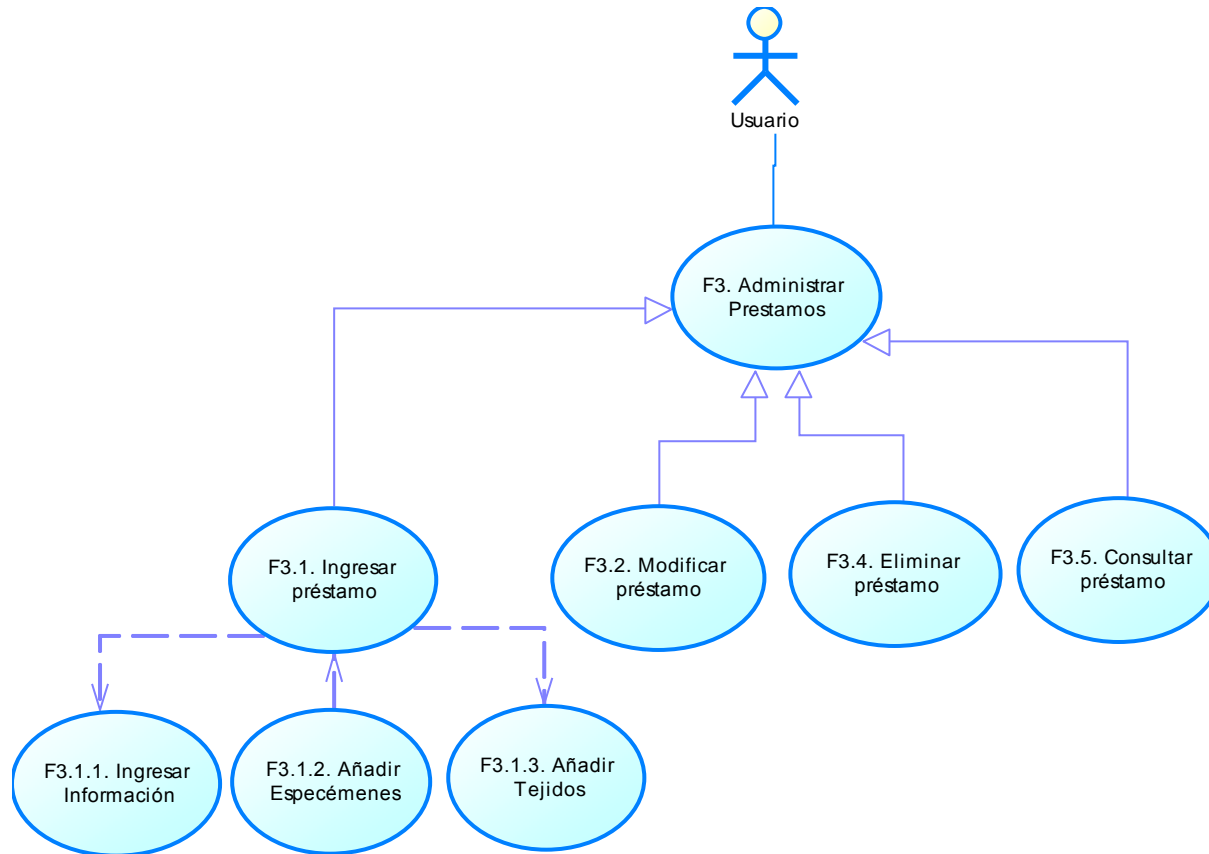 Usuario
F3. Administrar
Prestamos
F3.1. Ingresar
préstamo
F3.2. Modificar
préstamo
F3.4. Eliminar
préstamo
F3.5. Consultar
préstamo
F3.1.1. Ingresar
Información
F3.1.2. Añadir
Especémenes
F3.1.3. Añadir
Tejidos